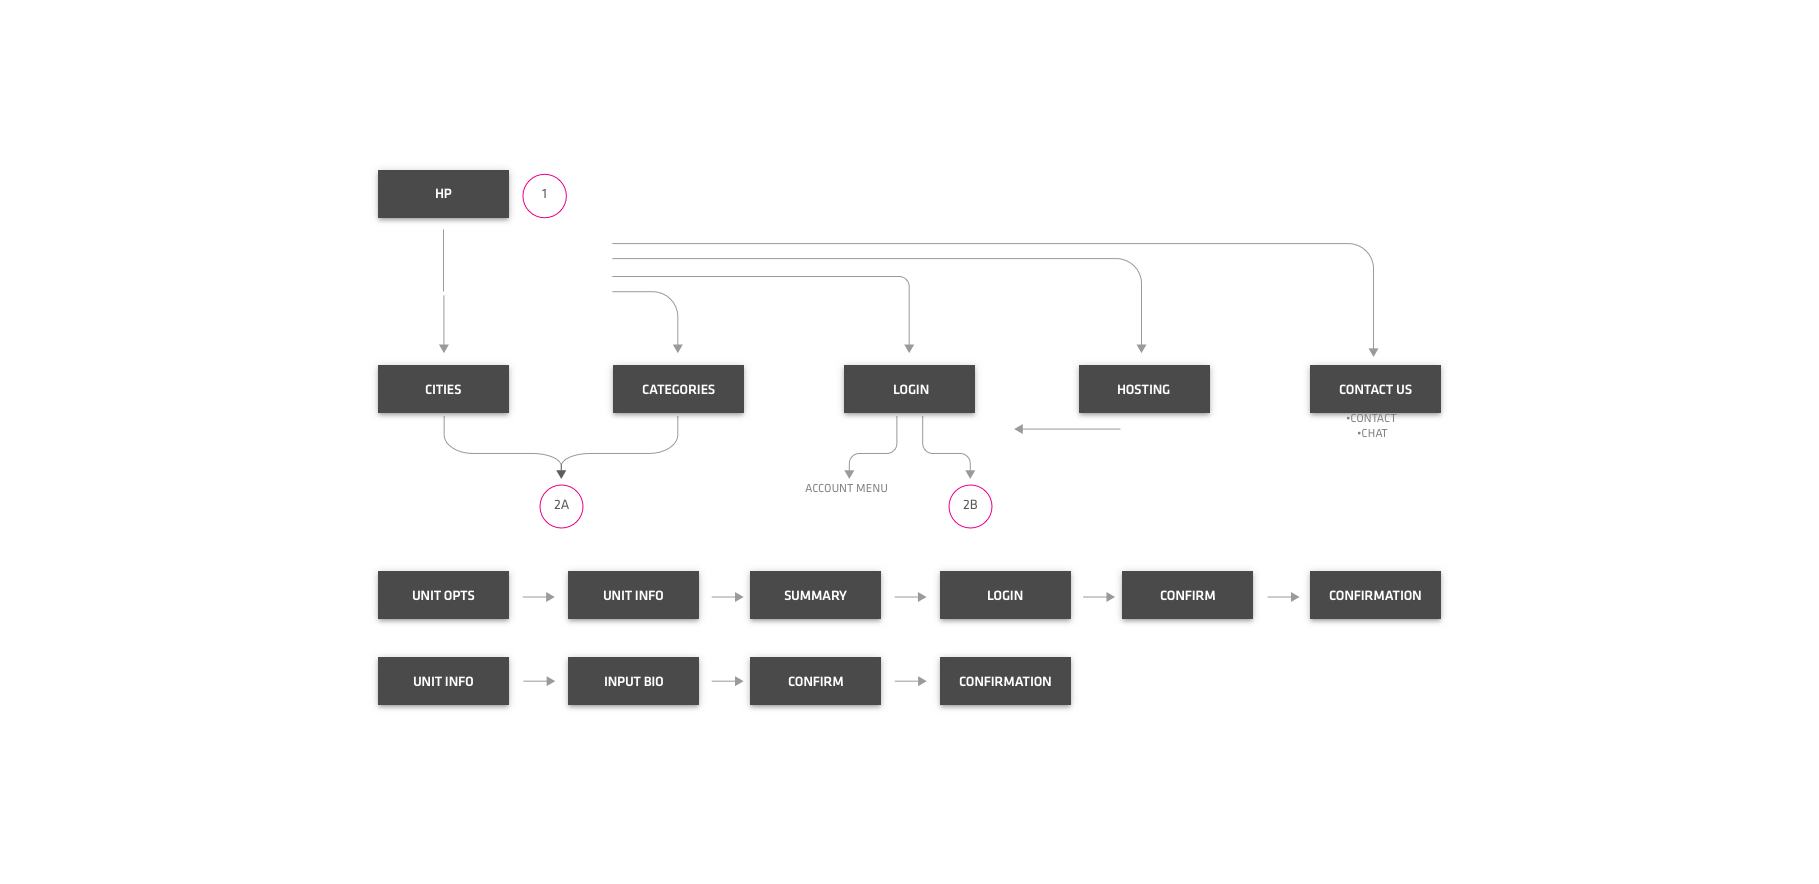 HP
1
CITIES
CATEGORIES
LOGIN
HOSTING
CONTACT US
•CONTACT
•CHAT
ACCOUNT MENU
2A
2B
UNIT OPTS
UNIT INFO
SUMMARY
LOGIN
CONFIRM
CONFIRMATION
UNIT INFO
INPUT BIO
CONFIRM
CONFIRMATION